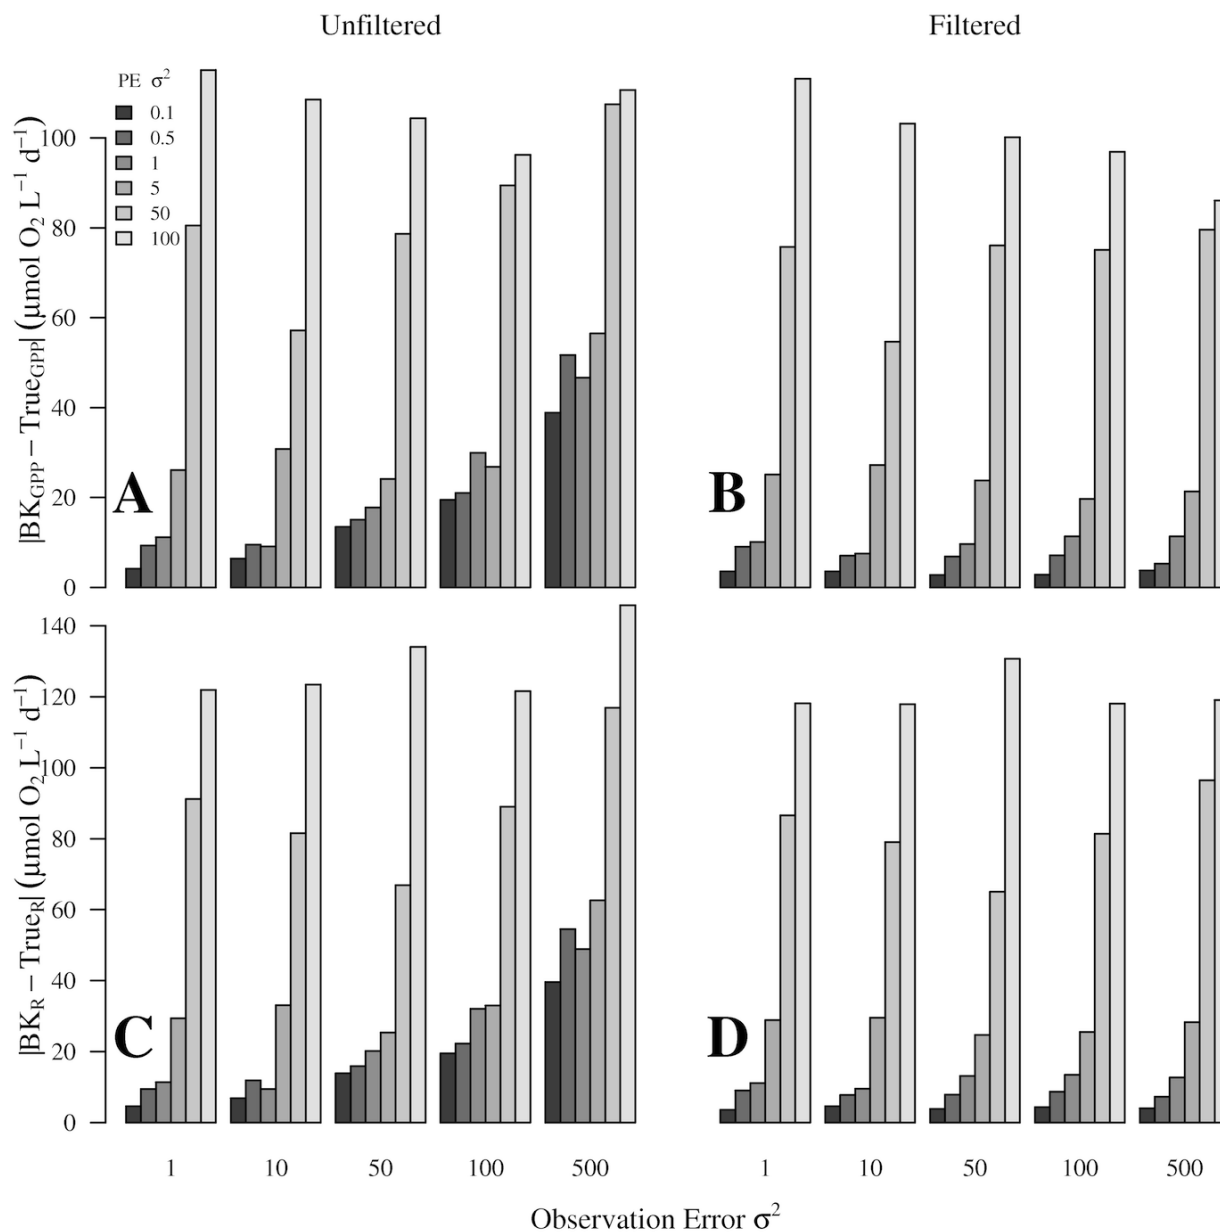 Unfiltered
Filtered
PE σ²
0.1
0.5
1
5
50
100
|BK_GPP − True_GPP| (μmol O₂ L⁻¹ d⁻¹)
100
80
60
40
20
0
A
B
|BK_R − True_R| (μmol O₂ L⁻¹ d⁻¹)
140
120
100
80
60
40
20
0
C
D
1 10 50 100 500
1 10 50 100 500
Observation Error σ²